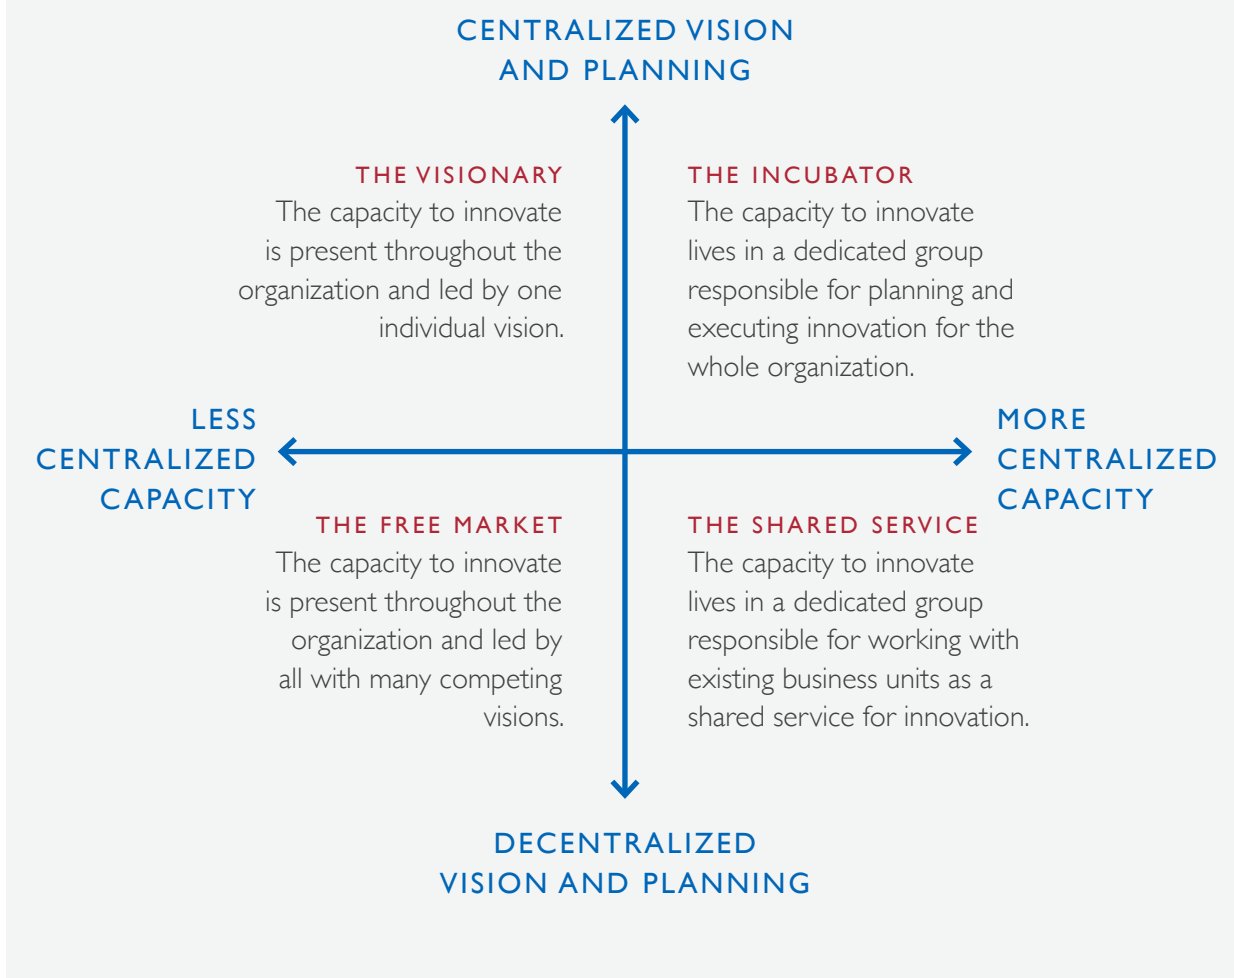 CENTRALIZED VISION
AND PLANNING
THE VISIONARY
The capacity to innovate
is present throughout the
organization and led by one
individual vision.
THE INCUBATOR
The capacity to innovate
lives in a dedicated group
responsible for planning and
executing innovation for the
whole organization.
LESS
CENTRALIZED
CAPACITY
MORE
CENTRALIZED
CAPACITY
THE FREE MARKET
The capacity to innovate
is present throughout the
organization and led by
all with many competing
visions.
THE SHARED SERVICE
The capacity to innovate
lives in a dedicated group
responsible for working with
existing business units as a
shared service for innovation.
DECENTRALIZED
VISION AND PLANNING